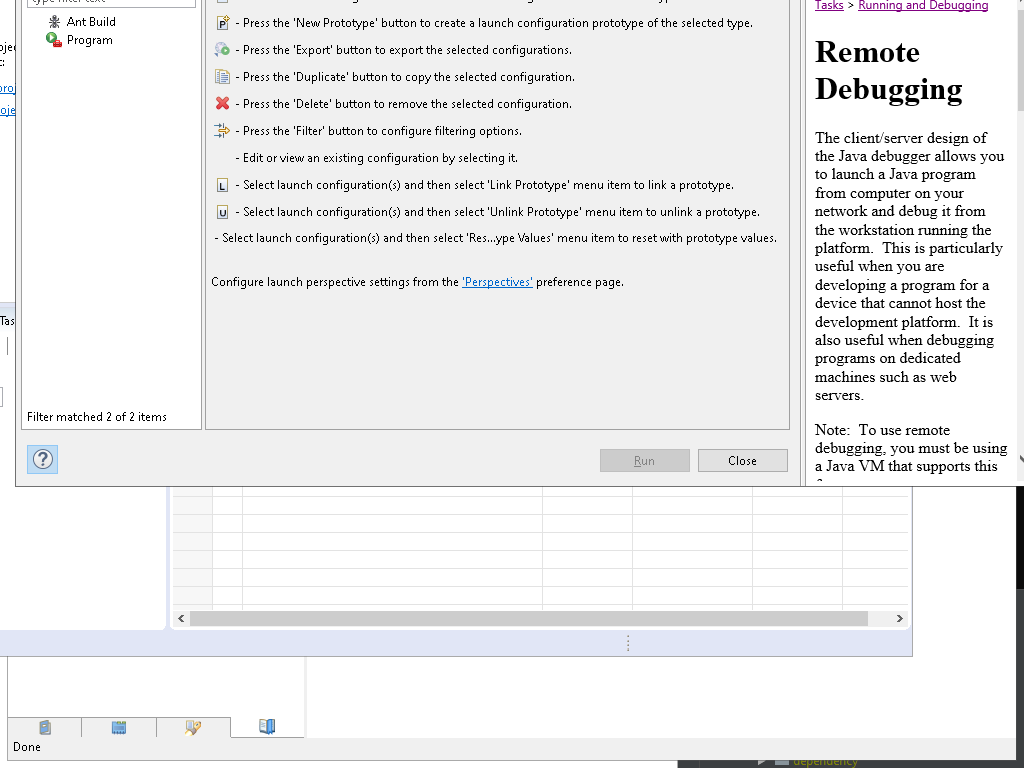 Ant Build
Program
Filter matched 2 of 2 items
P - Press the 'New Prototype' button to create a launch configuration prototype of the selected type.
- Press the 'Export' button to export the selected configurations.
- Press the 'Duplicate' button to copy the selected configuration.
- Press the 'Delete' button to remove the selected configuration.
- Press the 'Filter' button to configure filtering options.
- Edit or view an existing configuration by selecting it.
L - Select launch configuration(s) and then select 'Link Prototype' menu item to link a prototype.
U - Select launch configuration(s) and then select 'Unlink Prototype' menu item to unlink a prototype.
- Select launch configuration(s) and then select 'Res...ype Values' menu item to reset with prototype values.
Configure launch perspective settings from the 'Perspectives' preference page.
?
Run
Close
Tasks > Running and Debugging
Remote
Debugging
The client/server design of
the Java debugger allows you
to launch a Java program
from computer on your
network and debug it from
the workstation running the
platform. This is particularly
useful when you are
developing a program for a
device that cannot host the
development platform. It is
also useful when debugging
programs on dedicated
machines such as web
servers.
Note: To use remote
debugging, you must be using
a Java VM that supports this
Tas
Done
dependency